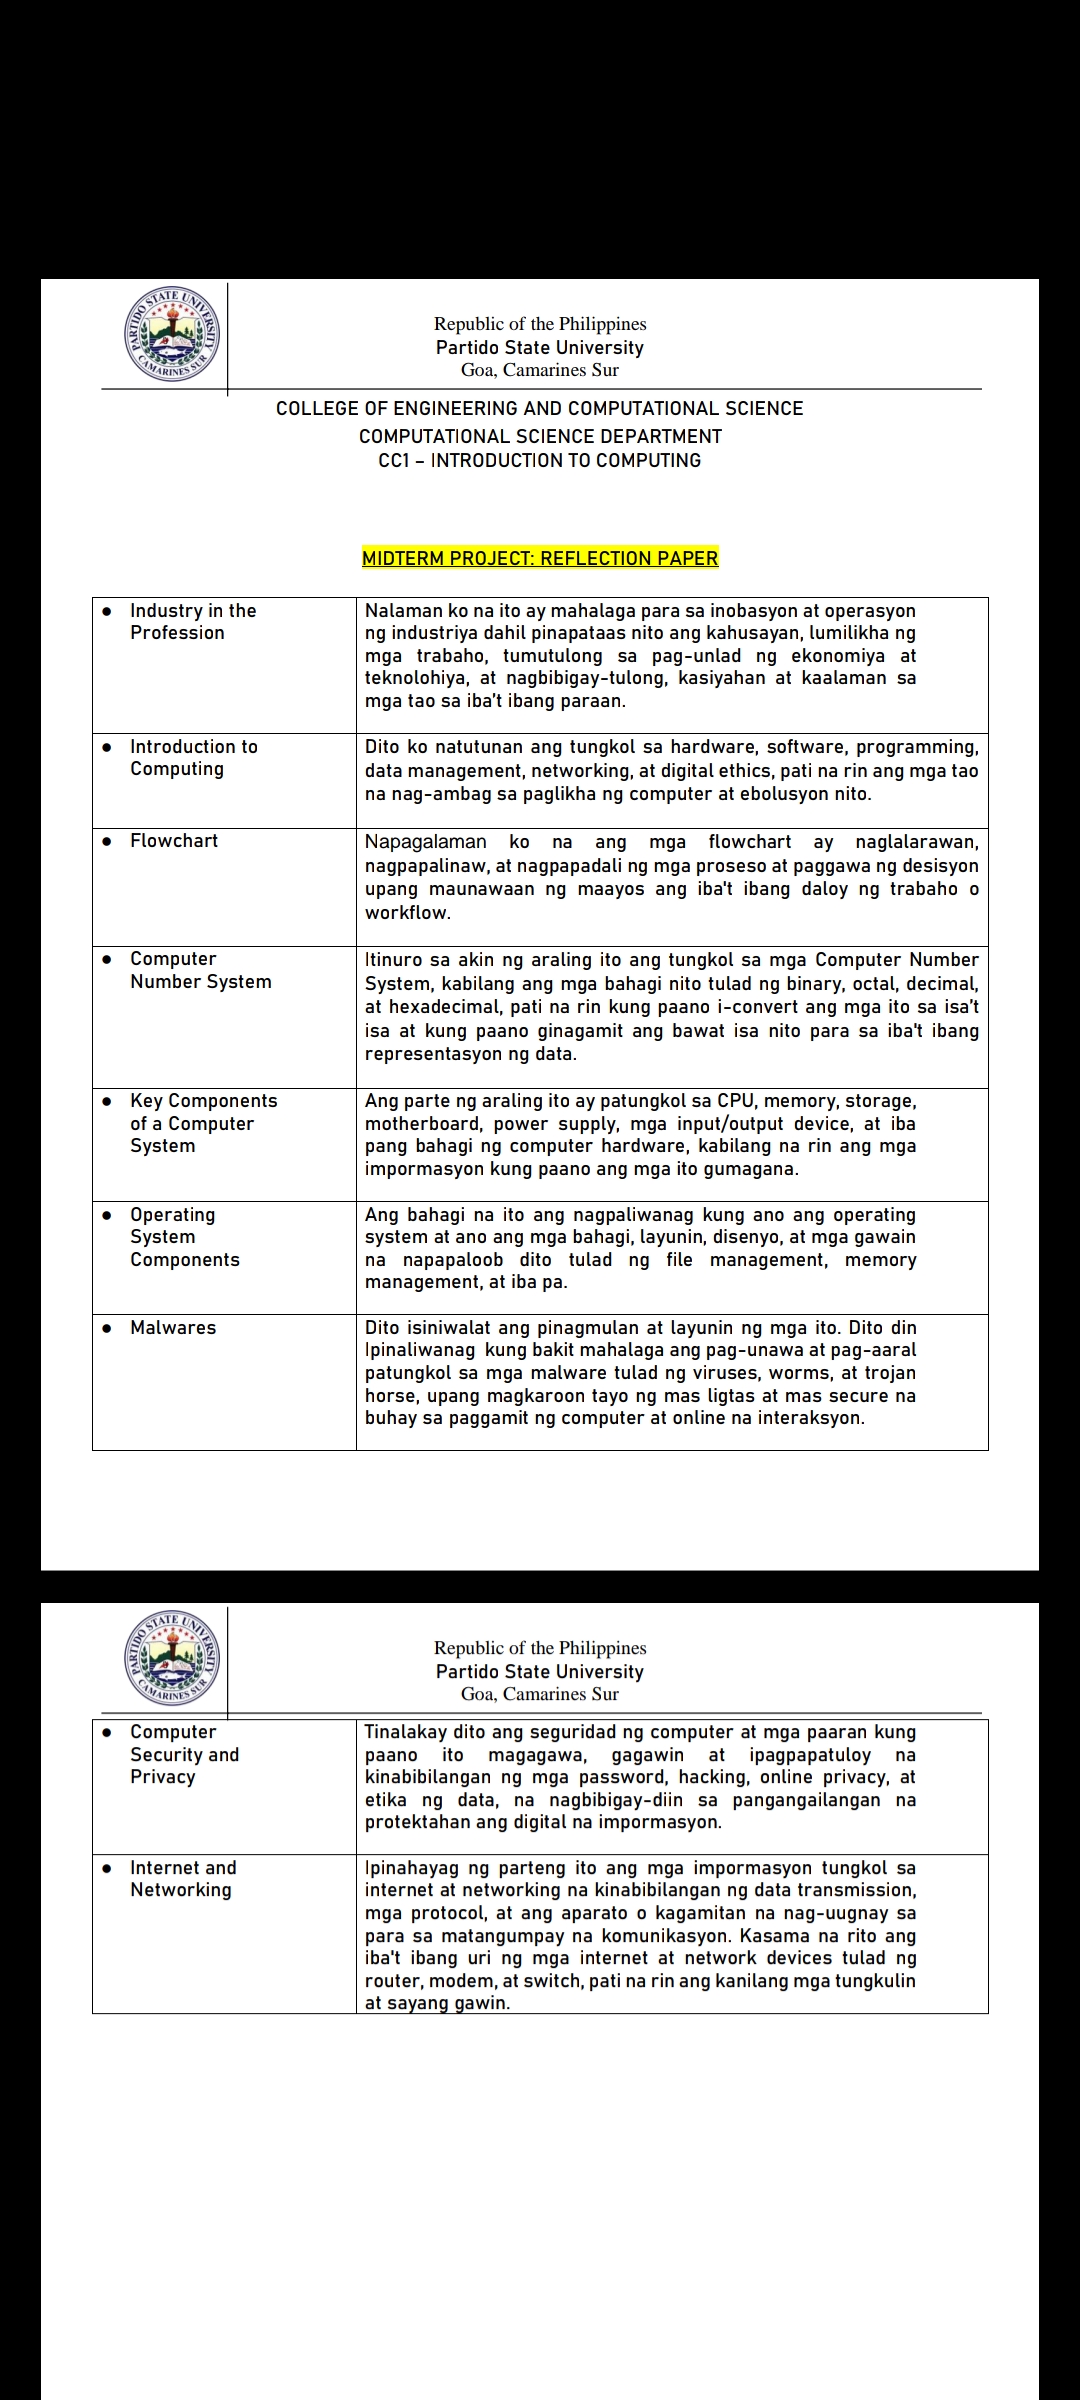 PARTIDO STATE UNIVERSITY
CAMARINES SUR
Republic of the Philippines
Partido State University
Goa, Camarines Sur
COLLEGE OF ENGINEERING AND COMPUTATIONAL SCIENCE
COMPUTATIONAL SCIENCE DEPARTMENT
CC1 – INTRODUCTION TO COMPUTING
MIDTERM PROJECT: REFLECTION PAPER
● Industry in the
Profession
Nalaman ko na ito ay mahalaga para sa inobasyon at operasyon
ng industriya dahil pinapataas nito ang kahusayan, lumilikha ng
mga trabaho, tumutulong sa pag-unlad ng ekonomiya at
teknolohiya, at nagbibigay-tulong, kasiyahan at kaalaman sa
mga tao sa iba’t ibang paraan.
● Introduction to
Computing
Dito ko natutunan ang tungkol sa hardware, software, programming,
data management, networking, at digital ethics, pati na rin ang mga tao
na nag-ambag sa paglikha ng computer at ebolusyon nito.
● Flowchart
Napagalaman ko na ang mga flowchart ay naglalarawan,
nagpapalinaw, at nagpapadali ng mga proseso at paggawa ng desisyon
upang maunawaan ng maayos ang iba't ibang daloy ng trabaho o
workflow.
● Computer
Number System
Itinuro sa akin ng araling ito ang tungkol sa mga Computer Number
System, kabilang ang mga bahagi nito tulad ng binary, octal, decimal,
at hexadecimal, pati na rin kung paano i-convert ang mga ito sa isa’t
isa at kung paano ginagamit ang bawat isa nito para sa iba't ibang
representasyon ng data.
● Key Components
of a Computer
System
Ang parte ng araling ito ay patungkol sa CPU, memory, storage,
motherboard, power supply, mga input/output device, at iba
pang bahagi ng computer hardware, kabilang na rin ang mga
impormasyon kung paano ang mga ito gumagana.
● Operating
System
Components
Ang bahagi na ito ang nagpaliwanag kung ano ang operating
system at ano ang mga bahagi, layunin, disenyo, at mga gawain
na napapaloob dito tulad ng file management, memory
management, at iba pa.
● Malwares
Dito isiniwalat ang pinagmulan at layunin ng mga ito. Dito din
Ipinaliwanag kung bakit mahalaga ang pag-unawa at pag-aaral
patungkol sa mga malware tulad ng viruses, worms, at trojan
horse, upang magkaroon tayo ng mas ligtas at mas secure na
buhay sa paggamit ng computer at online na interaksyon.
PARTIDO STATE UNIVERSITY
CAMARINES SUR
Republic of the Philippines
Partido State University
Goa, Camarines Sur
● Computer
Security and
Privacy
Tinalakay dito ang seguridad ng computer at mga paaran kung
paano ito magagawa, gagawin at ipagpapatuloy na
kinabibilangan ng mga password, hacking, online privacy, at
etika ng data, na nagbibigay-diin sa pangangailangan na
protektahan ang digital na impormasyon.
● Internet and
Networking
Ipinahayag ng parteng ito ang mga impormasyon tungkol sa
internet at networking na kinabibilangan ng data transmission,
mga protocol, at ang aparato o kagamitan na nag-uugnay sa
para sa matangumpay na komunikasyon. Kasama na rito ang
iba't ibang uri ng mga internet at network devices tulad ng
router, modem, at switch, pati na rin ang kanilang mga tungkulin
at sayang gawin.